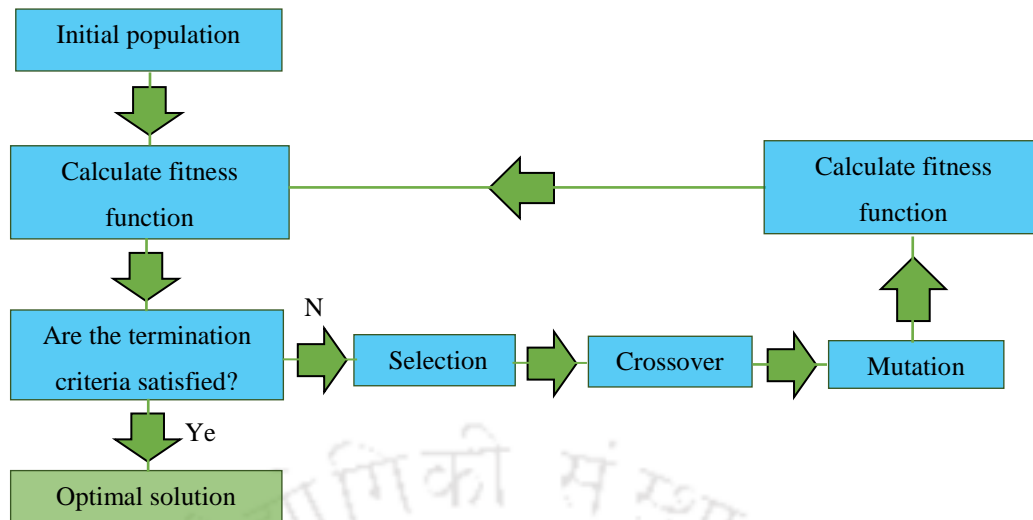 Initial population
Calculate fitness
function
Calculate fitness
function
Are the termination
criteria satisfied?
N
Selection
Crossover
Mutation
Ye
Optimal solution